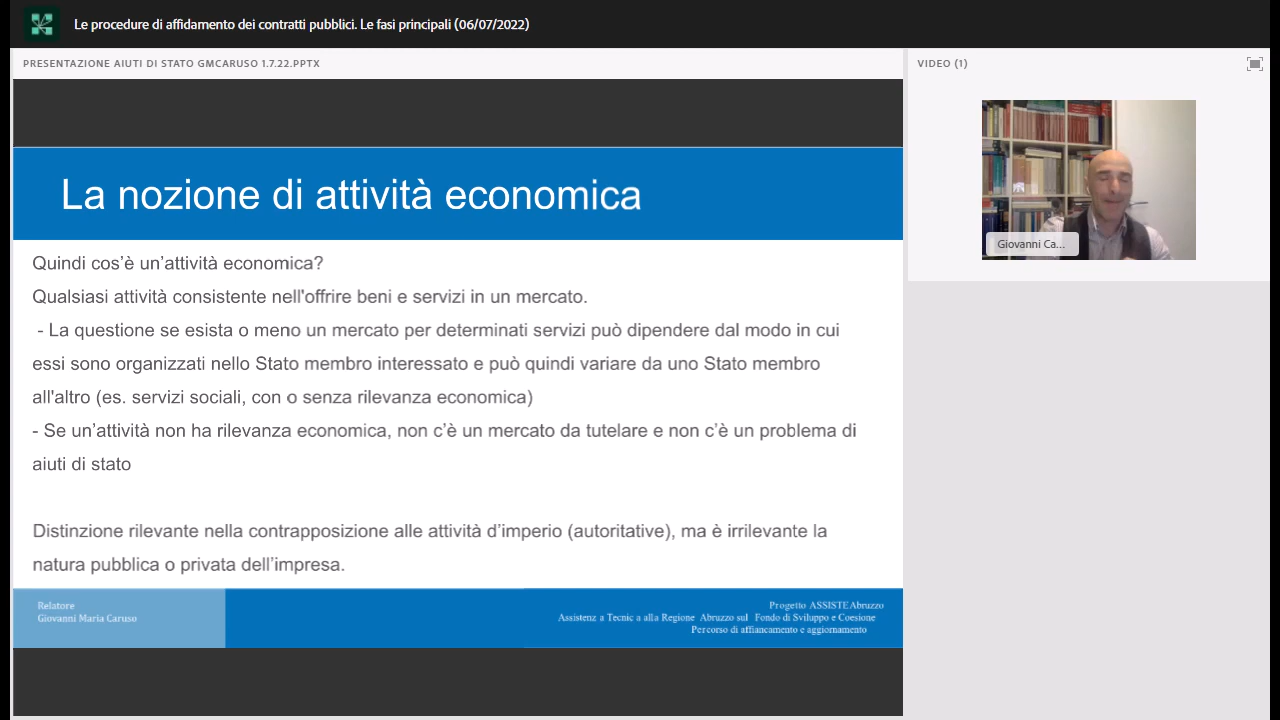 Le procedure di affidamento dei contratti pubblici. Le fasi principali (06/07/2022)
PRESENTAZIONE AIUTI DI STATO GMCARUSO 1.7.22.PPTX
VIDEO (1)
La nozione di attività economica
Quindi cos’è un’attività economica?
Qualsiasi attività consistente nell'offrire beni e servizi in un mercato.
- La questione se esista o meno un mercato per determinati servizi può dipendere dal modo in cui
essi sono organizzati nello Stato membro interessato e può quindi variare da uno Stato membro
all'altro (es. servizi sociali, con o senza rilevanza economica)
- Se un’attività non ha rilevanza economica, non c’è un mercato da tutelare e non c’è un problema di
aiuti di stato
Distinzione rilevante nella contrapposizione alle attività d’imperio (autoritative), ma è irrilevante la
natura pubblica o privata dell’impresa.
Relatore
Giovanni Maria Caruso
Progetto ASSISTEAbruzzo
Assistenz a Tecnic a alla Regione Abruzzo sul Fondo di Sviluppo e Coesione
Percorso di affiancamento e aggiornamento
Giovanni Ca...